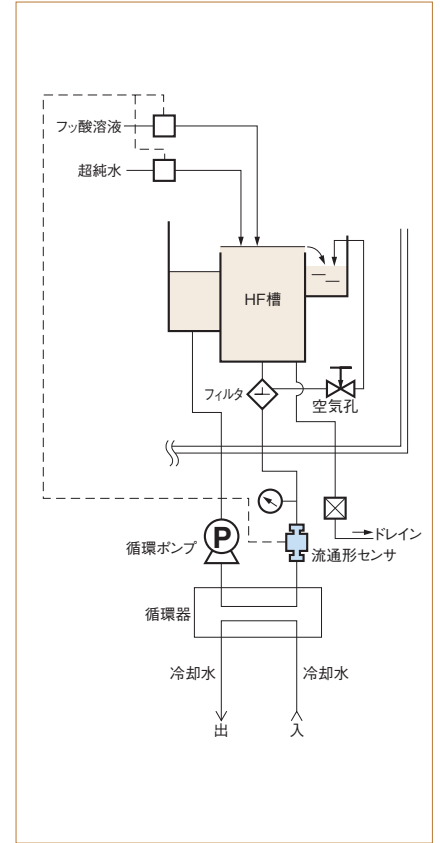 フッ酸溶液
超純水
HF槽
フィルタ
空気孔
P
循環ポンプ
ドレイン
流通形センサ
循環器
冷却水
冷却水
出
入